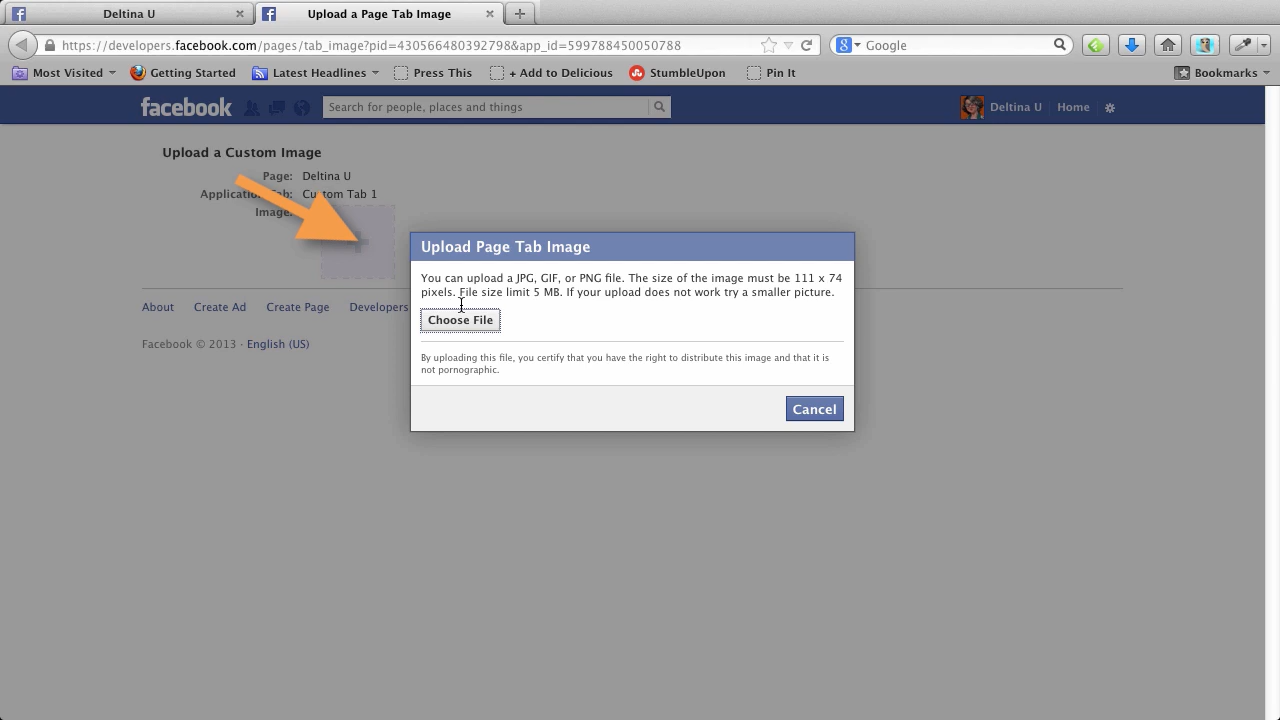 Deltina U
Upload a Page Tab Image
https://developers.facebook.com/pages/tab_image?pid=430566480392798&app_id=599788450050788
Google
Most Visited
Getting Started
Latest Headlines
Press This
+ Add to Delicious
StumbleUpon
Pin It
Bookmarks
facebook
Search for people, places and things
Deltina U
Home
Upload a Custom Image
Page: Deltina U
Custom Tab 1
Image:
Upload Page Tab Image
You can upload a JPG, GIF, or PNG file. The size of the image must be 111 x 74
pixels. File size limit 5 MB. If your upload does not work try a smaller picture.
Choose File
By uploading this file, you certify that you have the right to distribute this image and that it is
not pornographic.
Cancel
About
Create Ad
Create Page
Developers
Facebook © 2013 · English (US)